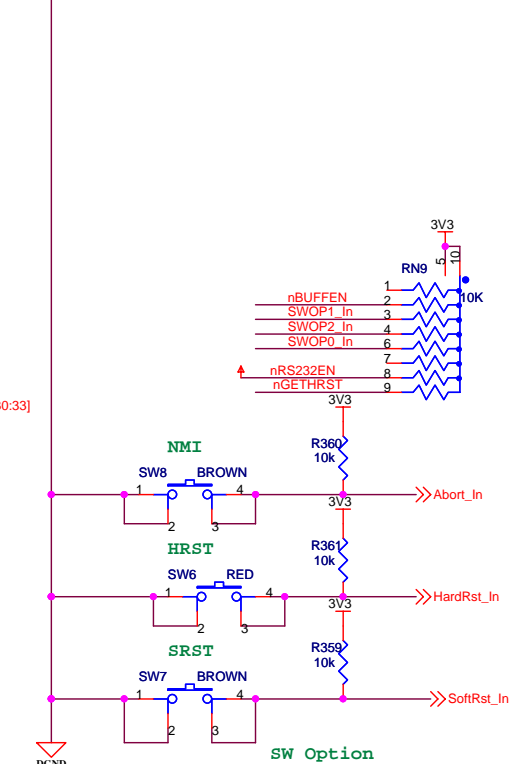 3V3
5
10
RN9
10K
1
nBUFFEN 2
SWOP1_In 3
SWOP2_In 4
SWOP0_In 6
7
nRS232EN 8
nGETHRST 9
0:33]
3V3
R360
10k
NMI
SW8 BROWN
1 4
Abort_In
2 3
3V3
R361
10k
HRST
SW6 RED
1 4
HardRst_In
2 3
3V3
R359
10k
SRST
SW7 BROWN
1 4
SoftRst_In
2 3
SW Option
DGND